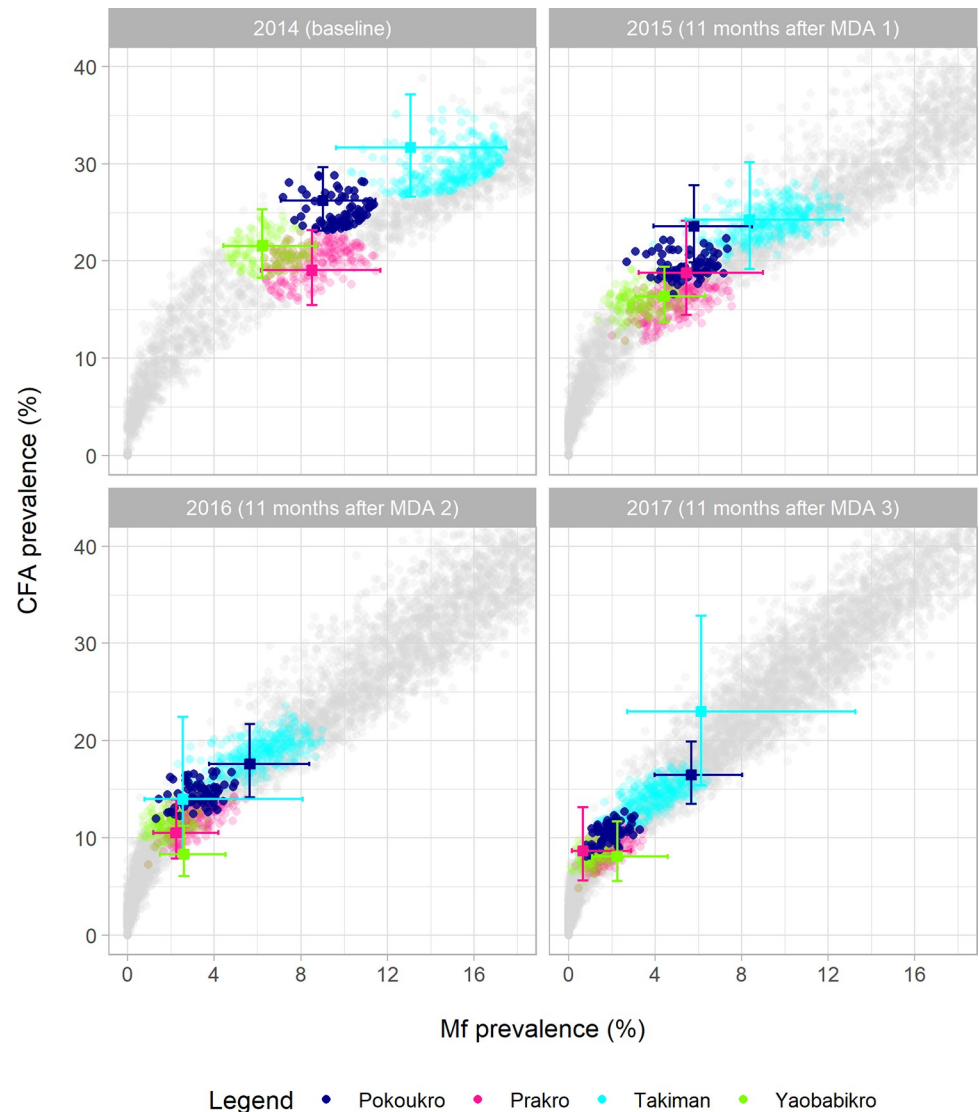 2014 (baseline)
2015 (11 months after MDA 1)
40
30
20
10
0
CFA prevalence (%)
2016 (11 months after MDA 2)
2017 (11 months after MDA 3)
40
30
20
10
0
0 4 8 12 16
0 4 8 12 16
Mf prevalence (%)
Legend Pokoukro Prakro Takiman Yaobabikro